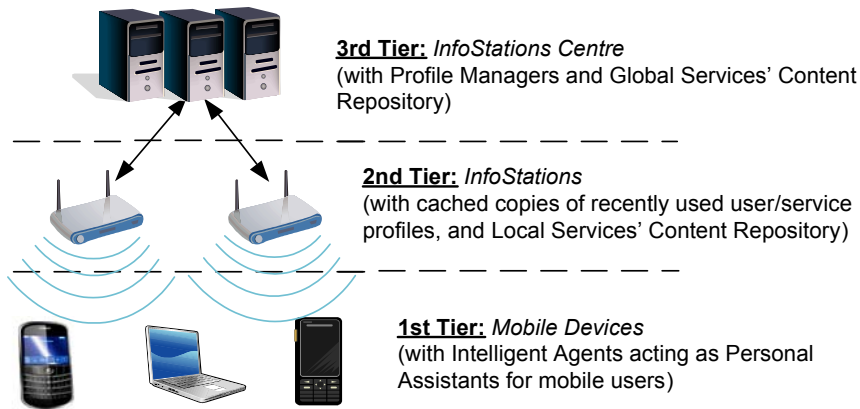 3rd Tier: InfoStations Centre
(with Profile Managers and Global Services' Content
Repository)
2nd Tier: InfoStations
(with cached copies of recently used user/service
profiles, and Local Services' Content Repository)
1st Tier: Mobile Devices
(with Intelligent Agents acting as Personal
Assistants for mobile users)